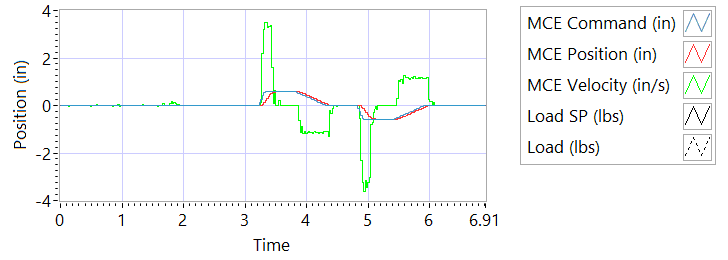 4
2
0
-2
-4
Position (in)
0 1 2 3 4 5 6 6.91
Time
MCE Command (in)
MCE Position (in)
MCE Velocity (in/s)
Load SP (lbs)
Load (lbs)